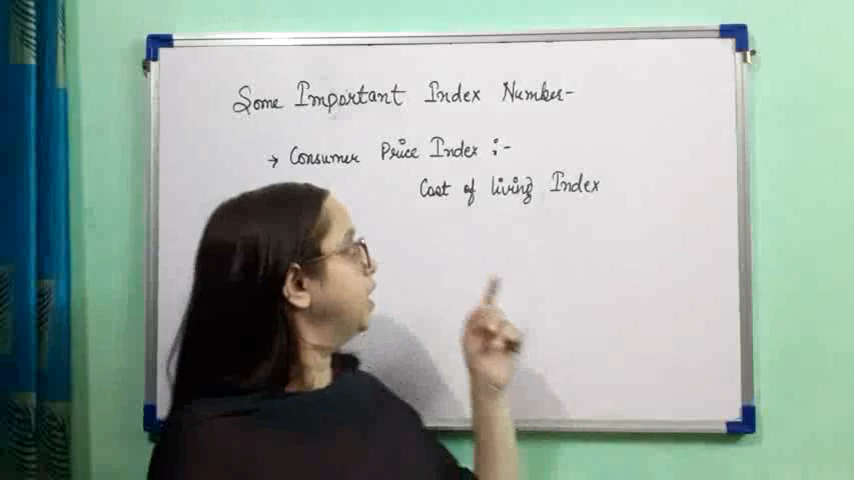 Some Important Index Number-
→ Consumer Price Index :-
Cost of living Index